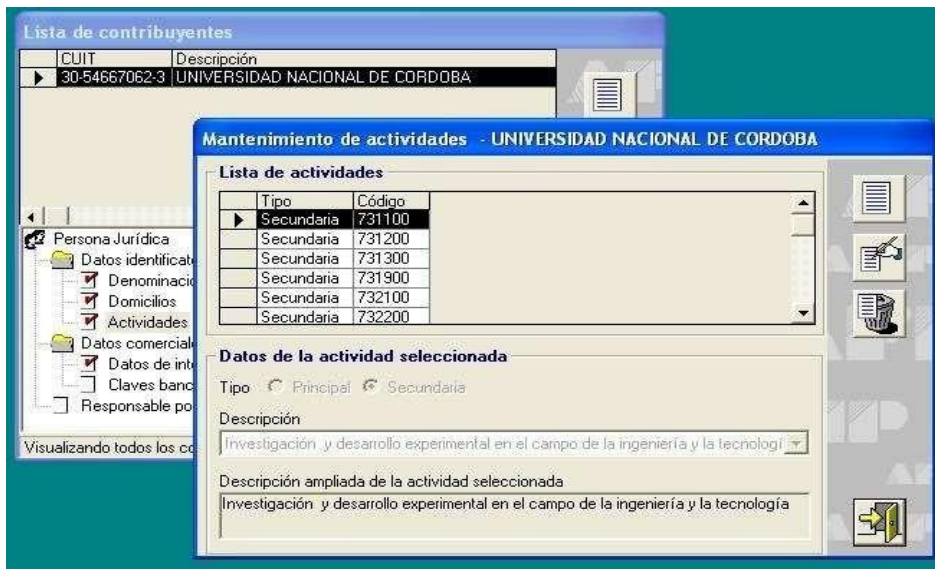 Lista de contribuyentes
CUIT Descripción
30-54667062-3 UNIVERSIDAD NACIONAL DE CORDOBA
Mantenimiento de actividades - UNIVERSIDAD NACIONAL DE CORDOBA
Lista de actividades
Tipo Código
Secundaria 731100
Secundaria 731200
Secundaria 731300
Secundaria 731900
Secundaria 732100
Secundaria 732200
Persona Jurídica
Datos identificat
Denominacio
Domicilios
Actividades
Datos comerciale
Datos de inte
Claves banc
Responsable po
Visualizando todos los co
Datos de la actividad seleccionada
Tipo Principal Secundaria
Descripción
Investigación y desarrollo experimental en el campo de la ingeniería y la tecnologí
Descripción ampliada de la actividad seleccionada
Investigación y desarrollo experimental en el campo de la ingeniería y la tecnología